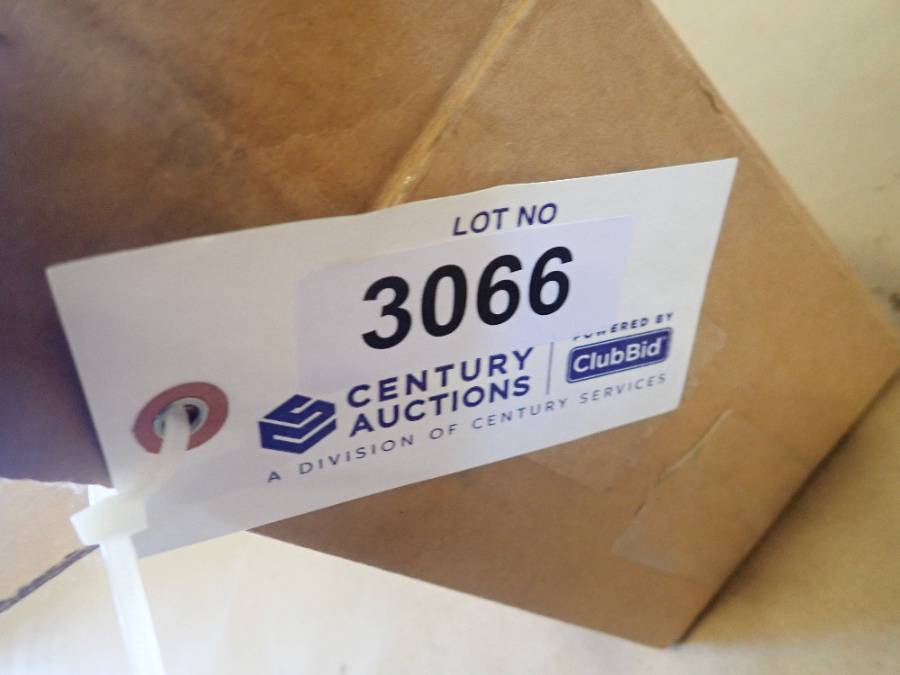 LOT NO
3066
CENTURY
AUCTIONS
POWERED BY
ClubBid
A DIVISION OF CENTURY SERVICES